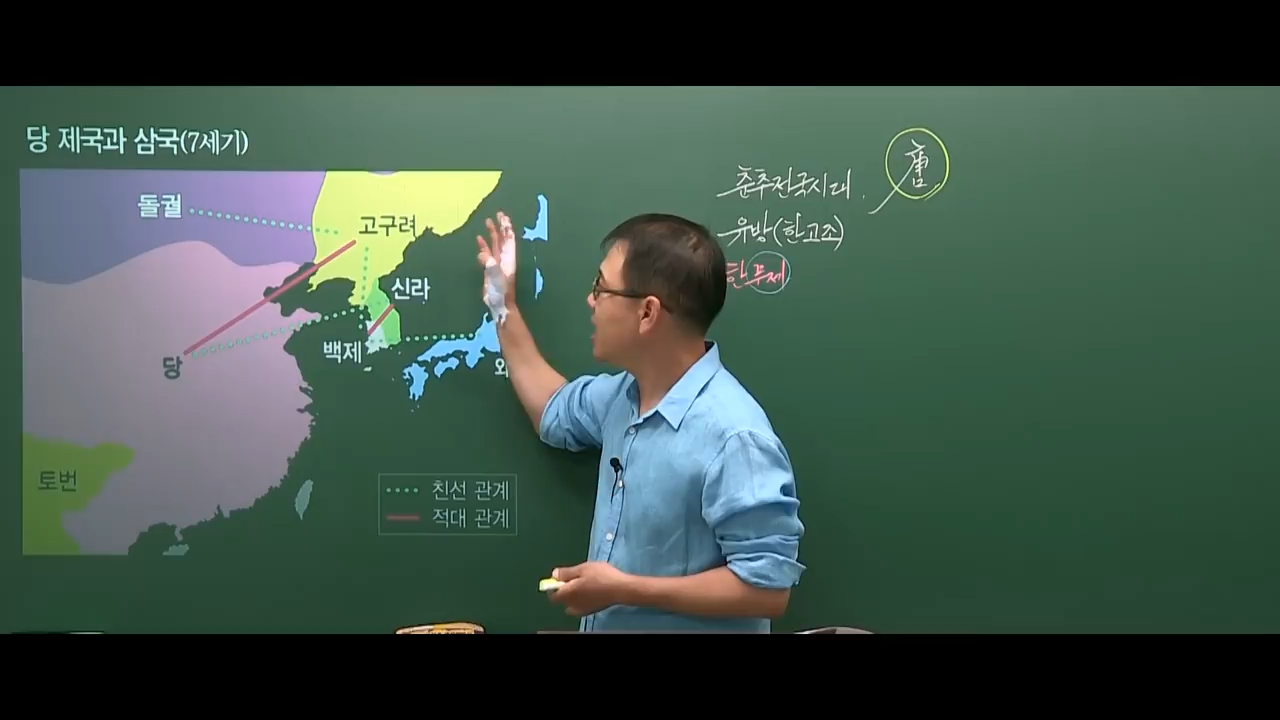 당 제국과 삼국(7세기)
돌궐
고구려
신라
백제
당
왜
토번
친선 관계
적대 관계
춘추전국시대.
唐
유방(한고조)
한무제